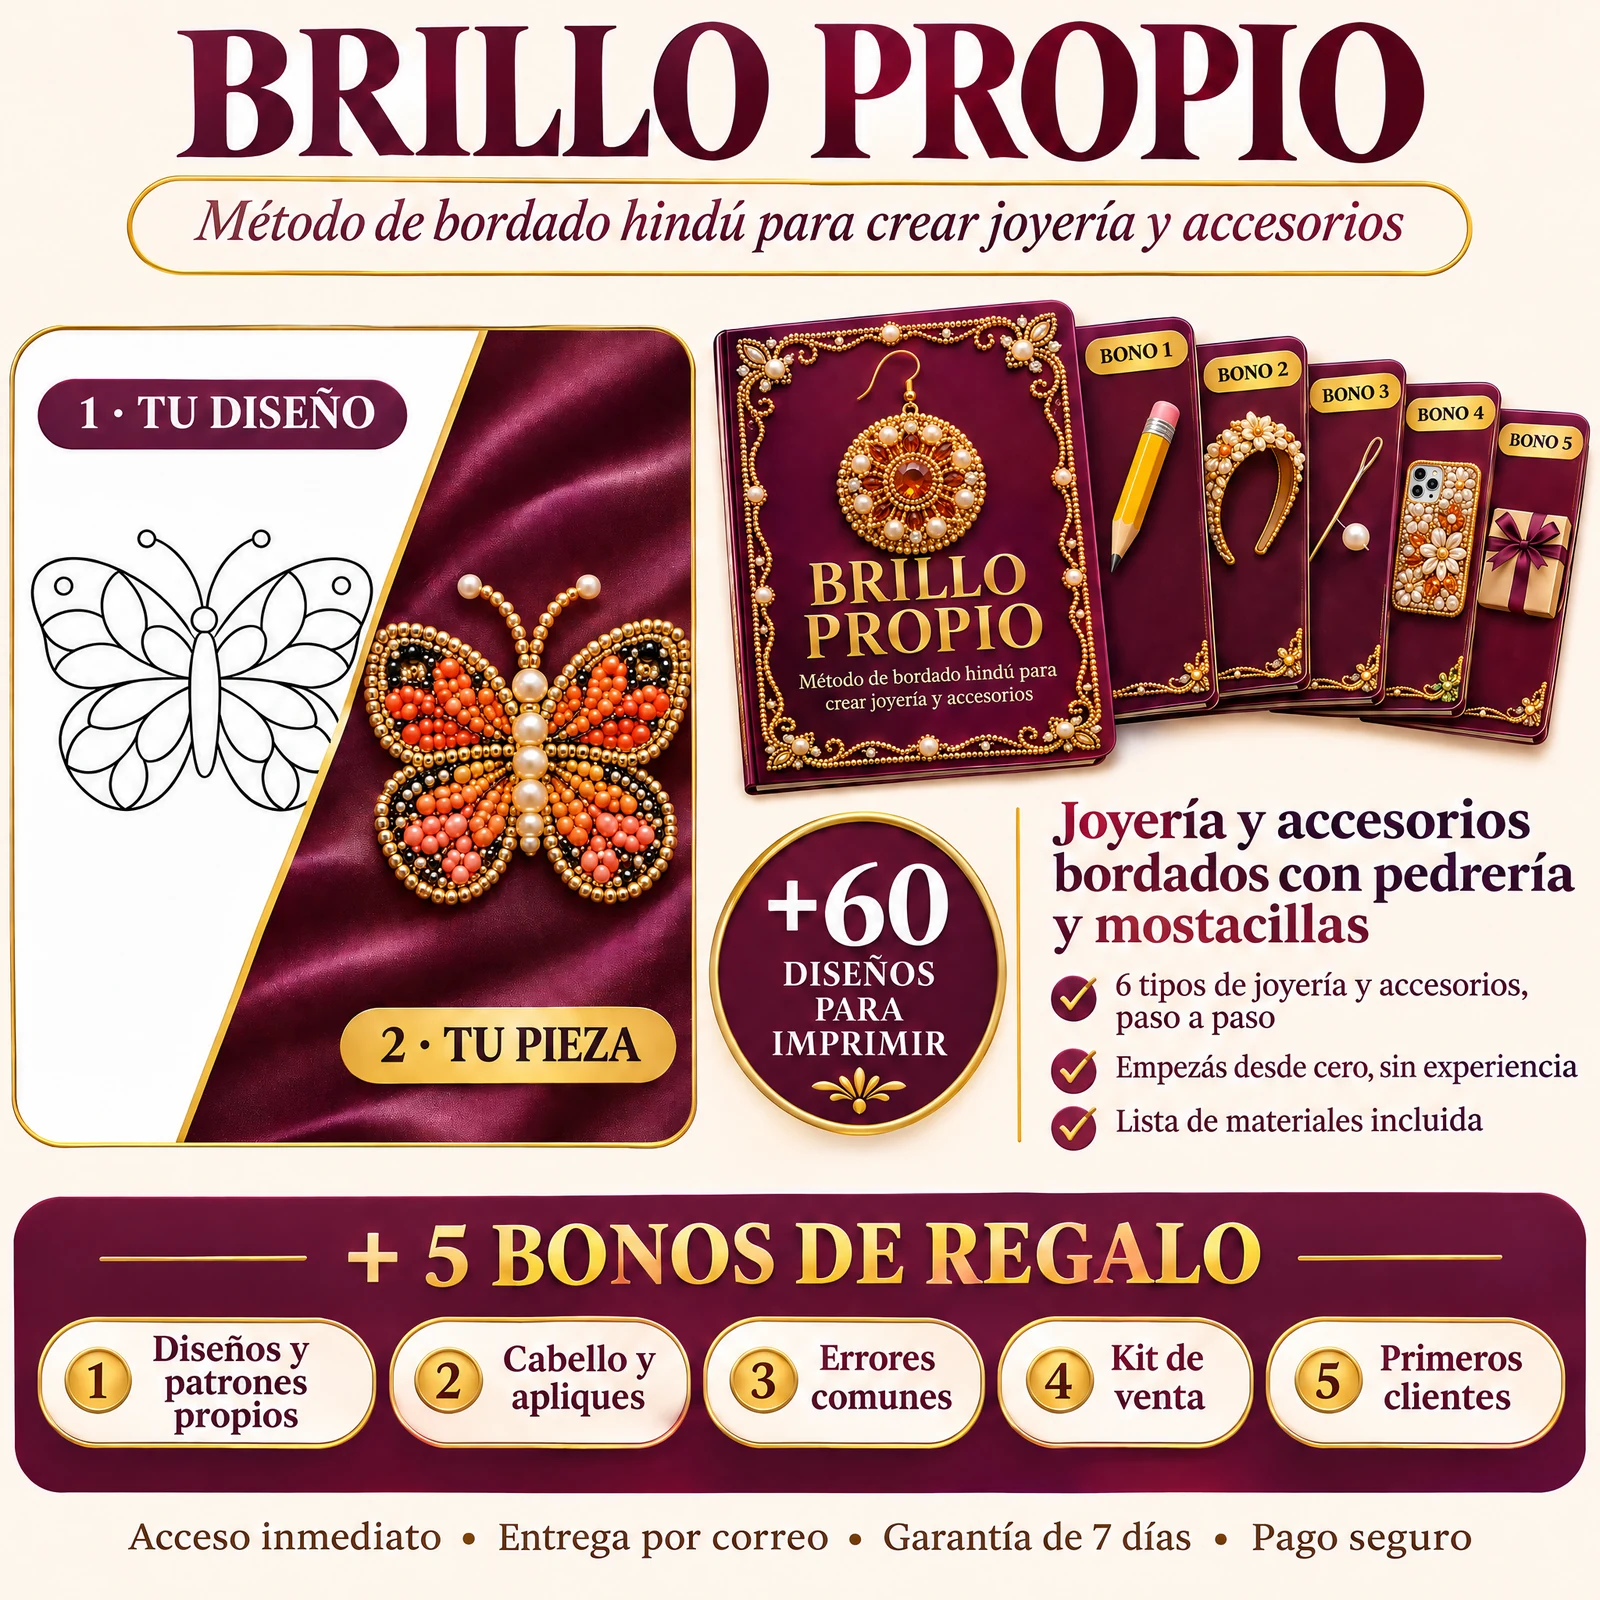 BRILLO PROPIO
Método de bordado hindú para crear joyería y accesorios
1 · TU DISEÑO
2 · TU PIEZA
BRILLO
PROPIO
Método de bordado hindú para
crear joyería y accesorios
BONO 1
BONO 2
BONO 3
BONO 4
BONO 5
+60
DISEÑOS
PARA
IMPRIMIR
Joyería y accesorios
bordados con pedrería
y mostacillas
6 tipos de joyería y accesorios,
paso a paso
Empezás desde cero, sin experiencia
Lista de materiales incluida
+ 5 BONOS DE REGALO
1 Diseños y
patrones
propios
2 Cabello y
apliques
3 Errores
comunes
4 Kit de
venta
5 Primeros
clientes
Acceso inmediato • Entrega por correo • Garantía de 7 días • Pago seguro